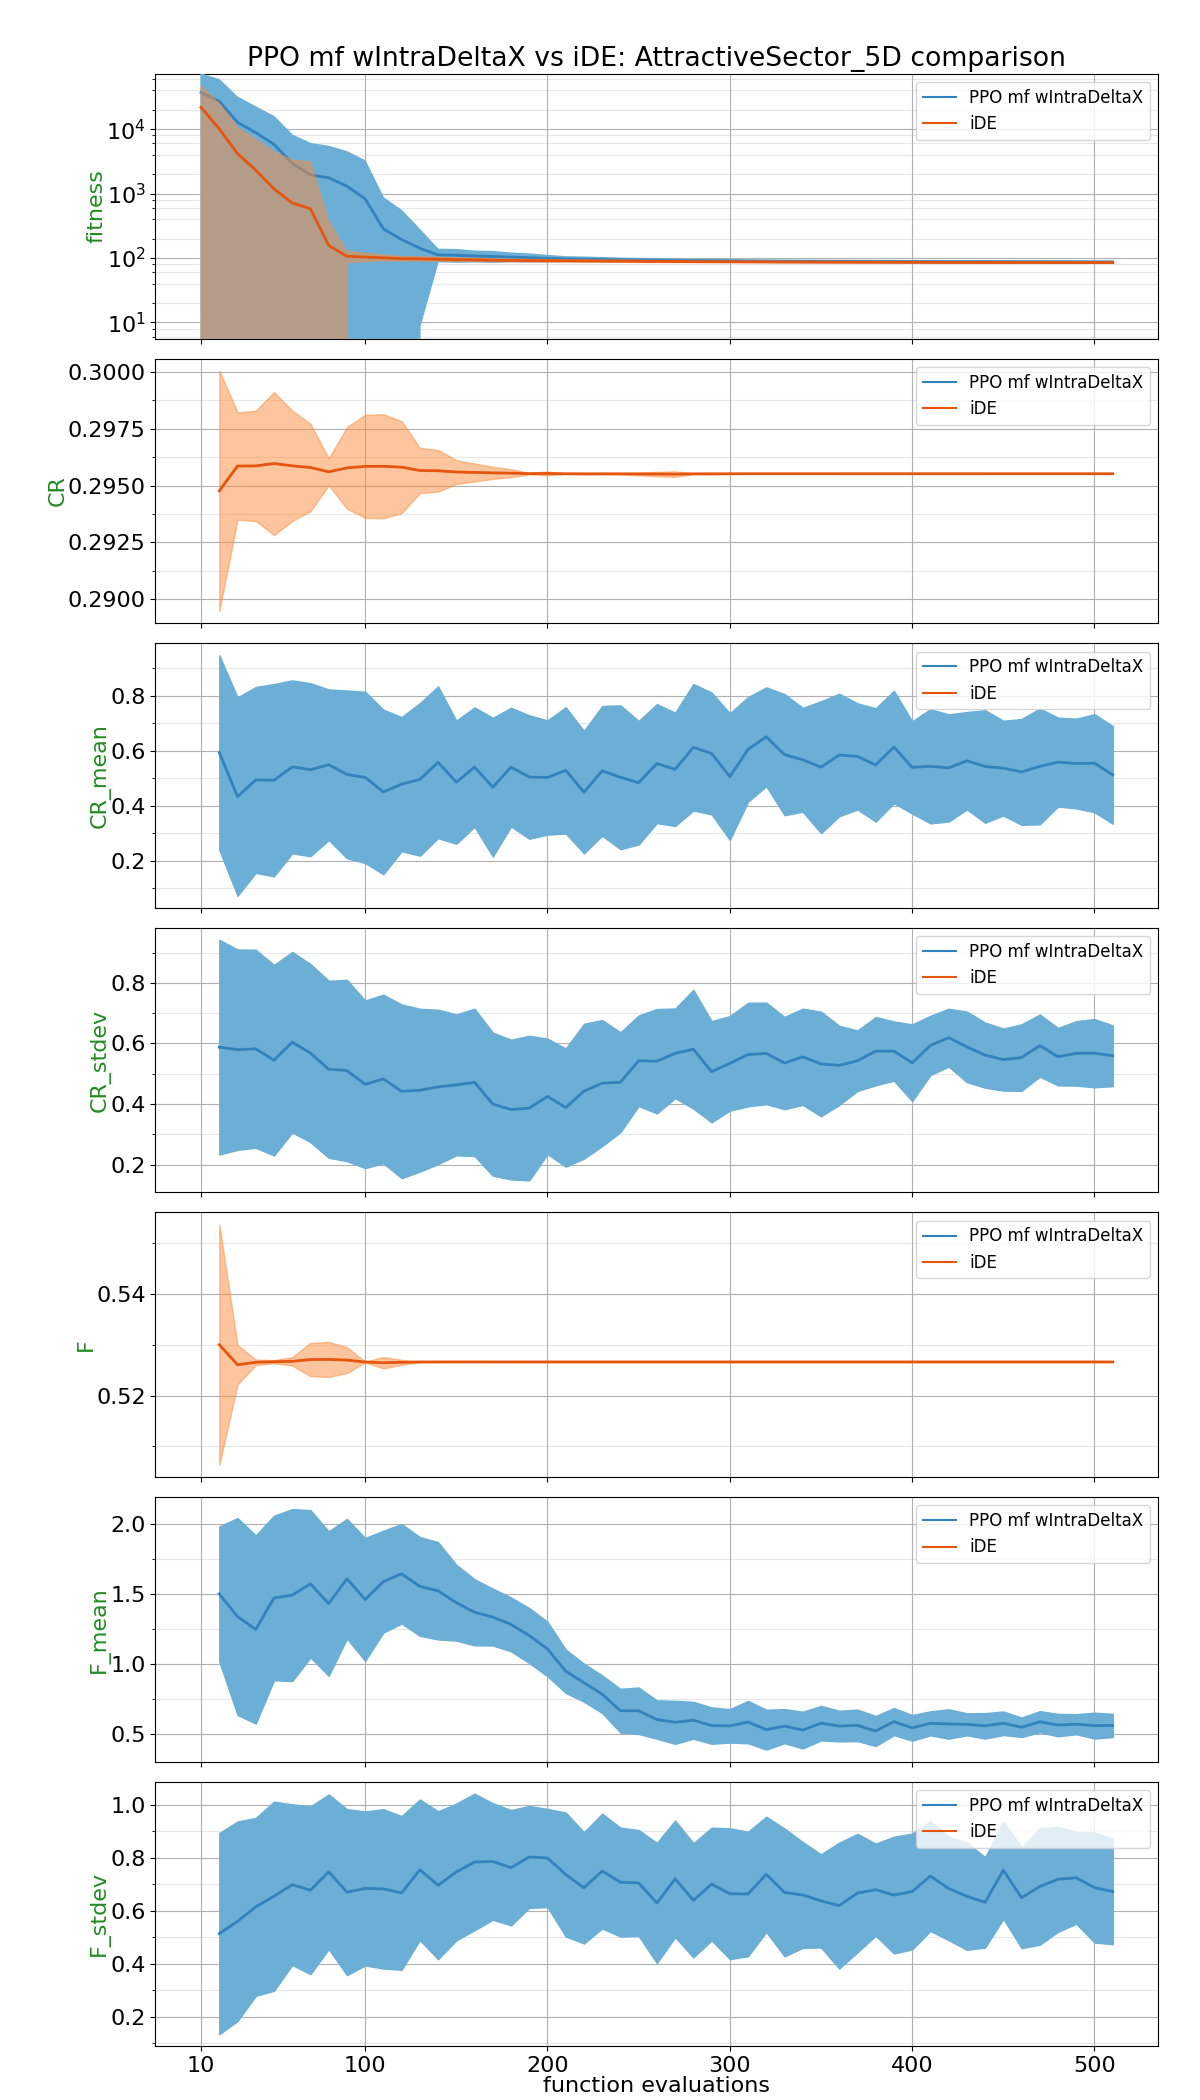 PPO mf wIntraDeltaX vs iDE: AttractiveSector_5D comparison
fitness
10⁴
10³
10²
10¹
PPO mf wIntraDeltaX
iDE
CR
0.3000
0.2975
0.2950
0.2925
0.2900
PPO mf wIntraDeltaX
iDE
CR_mean
0.8
0.6
0.4
0.2
PPO mf wIntraDeltaX
iDE
CR_stdev
0.8
0.6
0.4
0.2
PPO mf wIntraDeltaX
iDE
F
0.54
0.52
PPO mf wIntraDeltaX
iDE
F_mean
2.0
1.5
1.0
0.5
PPO mf wIntraDeltaX
iDE
F_stdev
1.0
0.8
0.6
0.4
0.2
PPO mf wIntraDeltaX
iDE
10 100 200 300 400 500
function evaluations